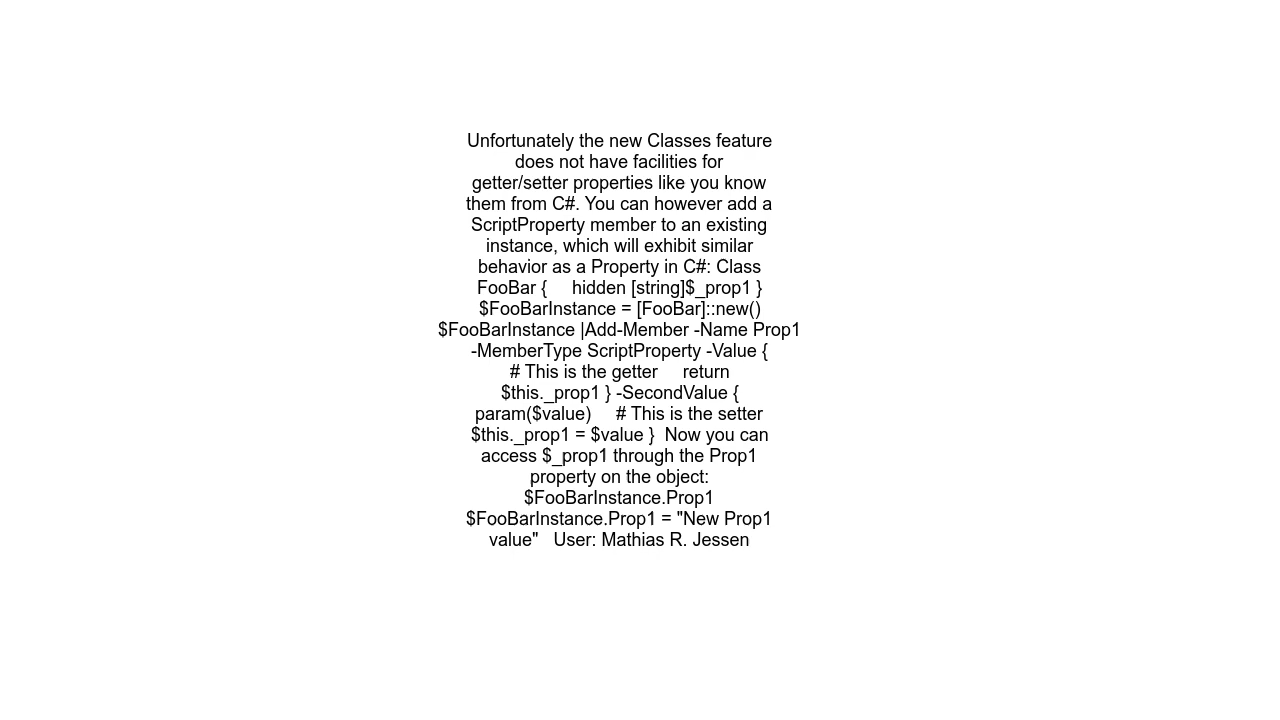 Unfortunately the new Classes feature
does not have facilities for
getter/setter properties like you know
them from C#. You can however add a
ScriptProperty member to an existing
instance, which will exhibit similar
behavior as a Property in C#: Class
FooBar {     hidden [string]$_prop1 }
$FooBarInstance = [FooBar]::new()
$FooBarInstance |Add-Member -Name Prop1
-MemberType ScriptProperty -Value {
# This is the getter     return
$this._prop1 } -SecondValue {
param($value)     # This is the setter
$this._prop1 = $value }  Now you can
access $_prop1 through the Prop1
property on the object:
$FooBarInstance.Prop1
$FooBarInstance.Prop1 = "New Prop1
value"   User: Mathias R. Jessen